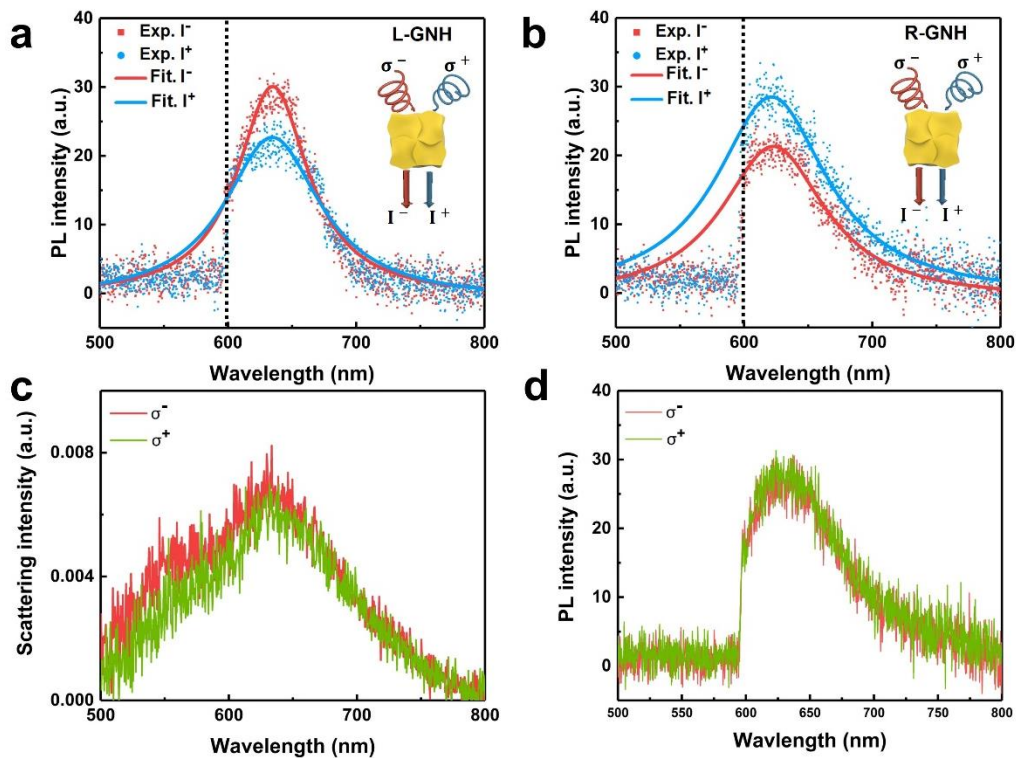 a
L-GNH
Exp. I-
Exp. I+
Fit. I-
Fit. I+
σ-
σ+
I-
I+
PL intensity (a.u.)
40
30
20
10
0
500
600
700
800
Wavelength (nm)
b
R-GNH
Exp. I-
Exp. I+
Fit. I-
Fit. I+
σ-
σ+
I-
I+
PL intensity (a.u.)
40
30
20
10
0
500
600
700
800
Wavelength (nm)
c
σ-
σ+
Scattering intensity (a.u.)
0.008
0.004
0.000
500
600
700
800
Wavelength (nm)
d
σ-
σ+
PL intensity (a.u.)
40
30
20
10
0
500
550
600
650
700
750
800
Wavlength (nm)